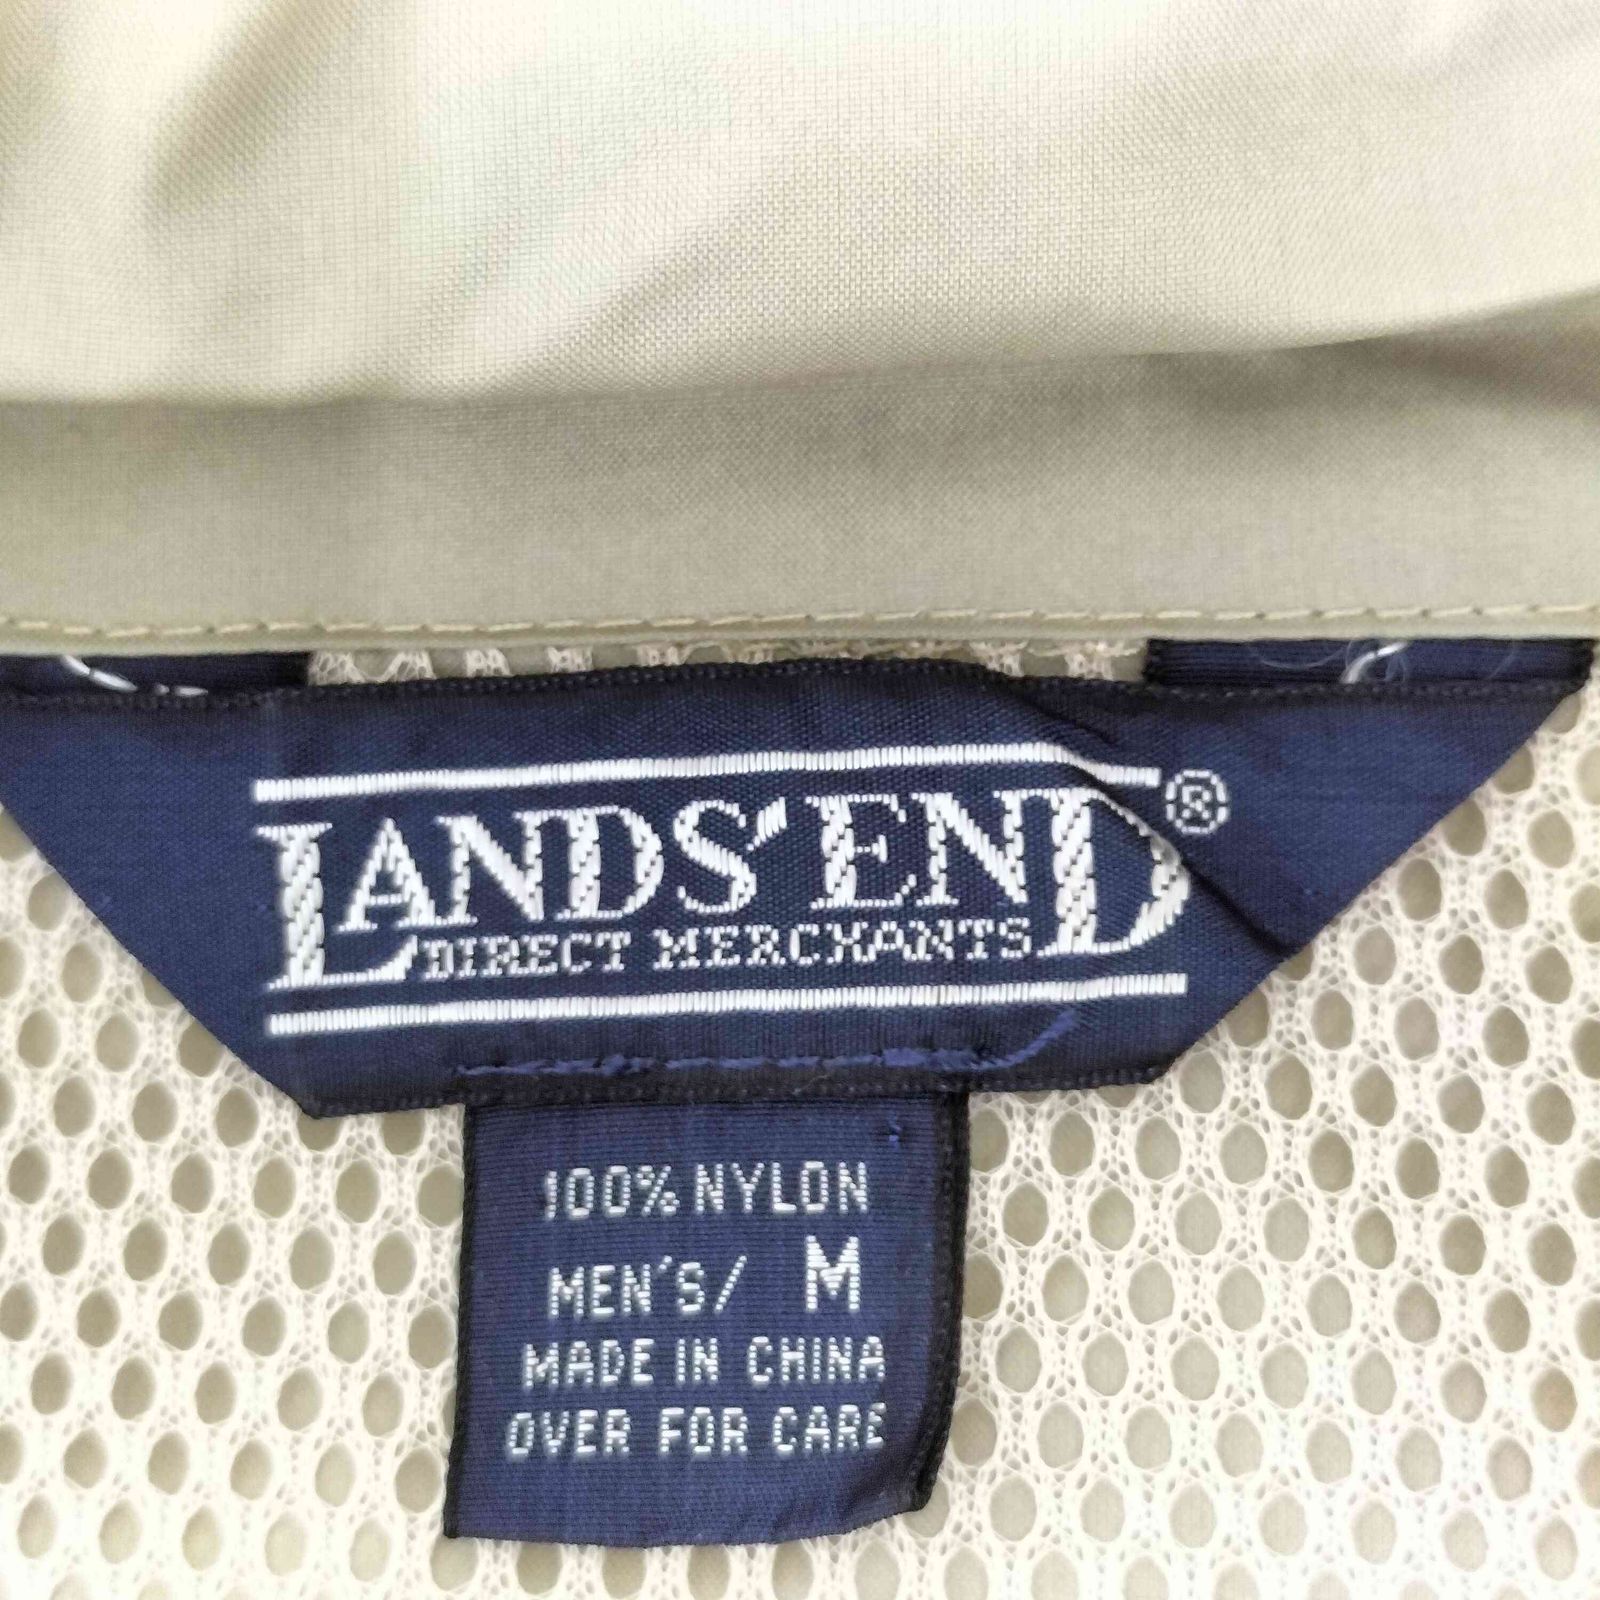 LANDS' END ®
DIRECT MERCHANTS
100% NYLON
MEN'S/ M
MADE IN CHINA
OVER FOR CARE